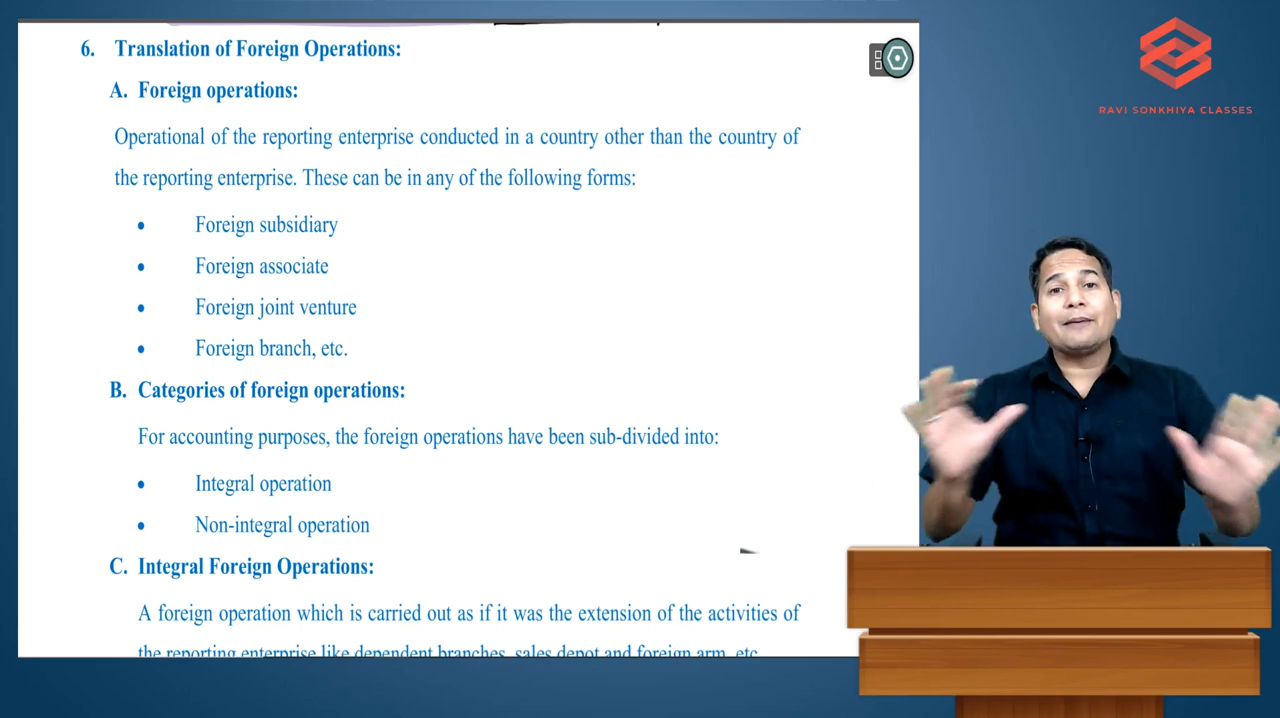 6. Translation of Foreign Operations:
A. Foreign operations:
Operational of the reporting enterprise conducted in a country other than the country of
the reporting enterprise. These can be in any of the following forms:
• Foreign subsidiary
• Foreign associate
• Foreign joint venture
• Foreign branch, etc.
B. Categories of foreign operations:
For accounting purposes, the foreign operations have been sub-divided into:
• Integral operation
• Non-integral operation
C. Integral Foreign Operations:
A foreign operation which is carried out as if it was the extension of the activities of
the reporting enterprise like dependent branches, sales depot and foreign arm, etc.
RAVI SONKHIYA CLASSES